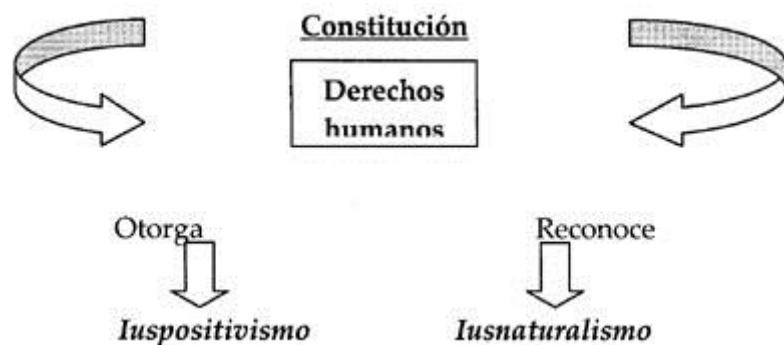 Constitución
Derechos
humanos
Otorga Reconoce
Iuspositivismo Iusnaturalismo